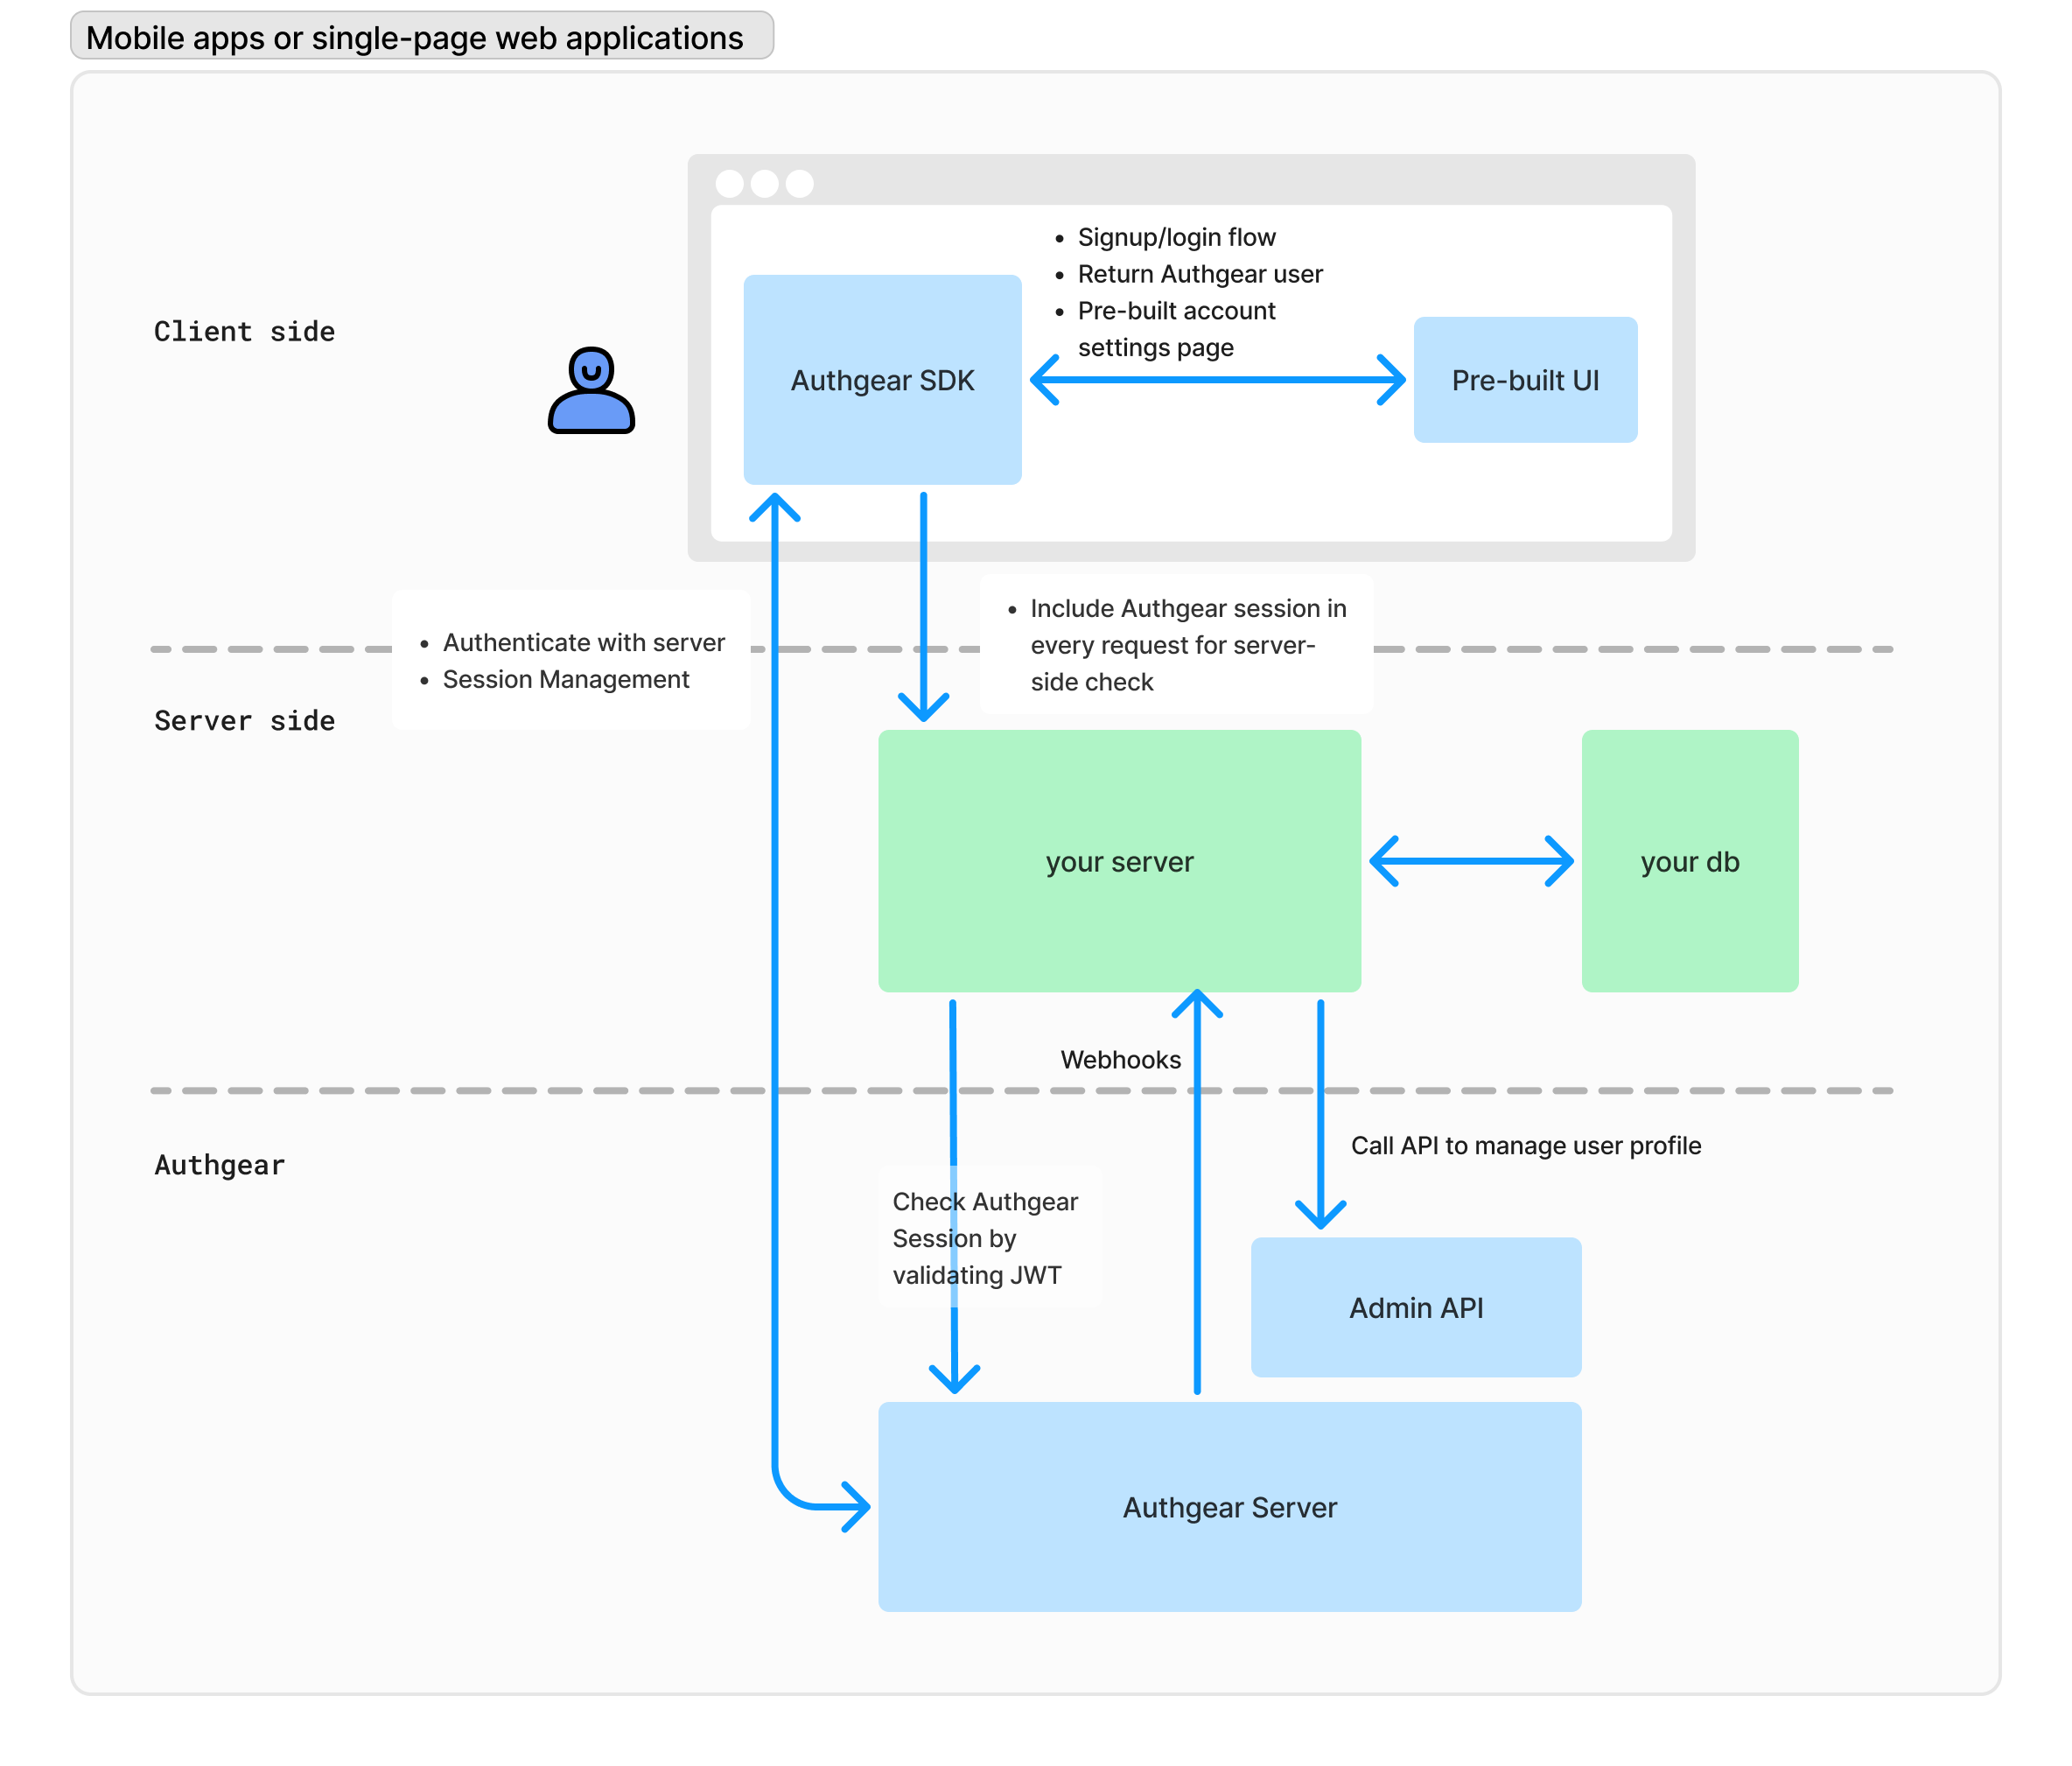 Mobile apps or single-page web applications
Client side
• Signup/login flow
• Return Authgear user
• Pre-built account
settings page
Authgear SDK
Pre-built UI
• Authenticate with server
• Session Management
• Include Authgear session in
every request for server-
side check
Server side
your server
your db
Webhooks
Authgear
Call API to manage user profile
Check Authgear
Session by
validating JWT
Admin API
Authgear Server